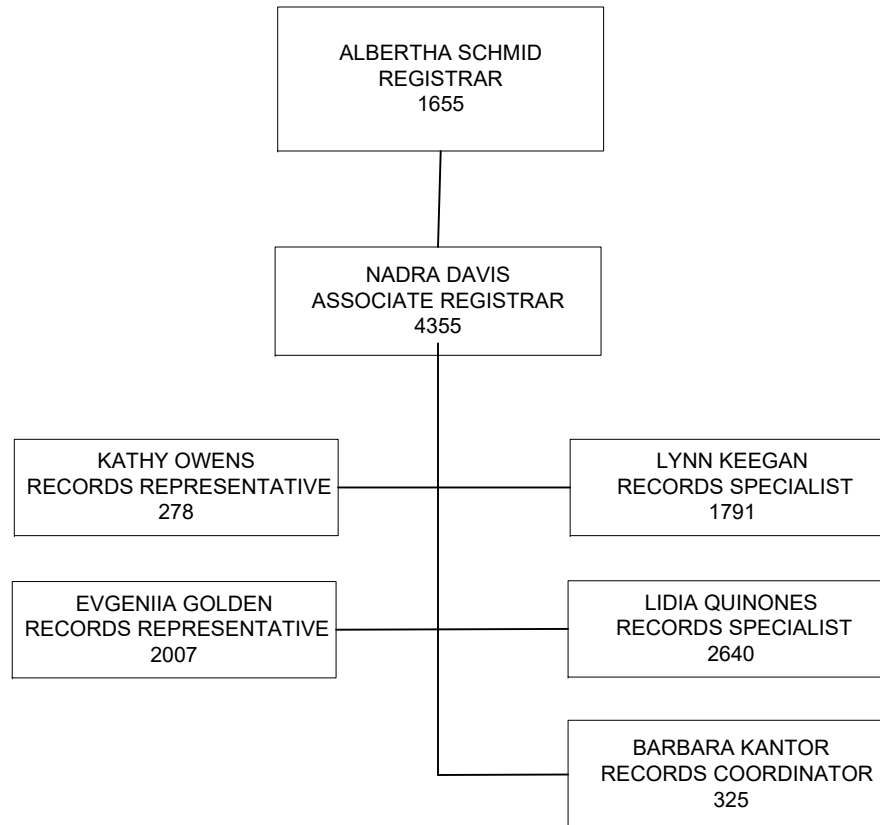 ALBERTHA SCHMID
REGISTRAR
1655
NADRA DAVIS
ASSOCIATE REGISTRAR
4355
KATHY OWENS
RECORDS REPRESENTATIVE
278
LYNN KEEGAN
RECORDS SPECIALIST
1791
EVGENIIA GOLDEN
RECORDS REPRESENTATIVE
2007
LIDIA QUINONES
RECORDS SPECIALIST
2640
BARBARA KANTOR
RECORDS COORDINATOR
325